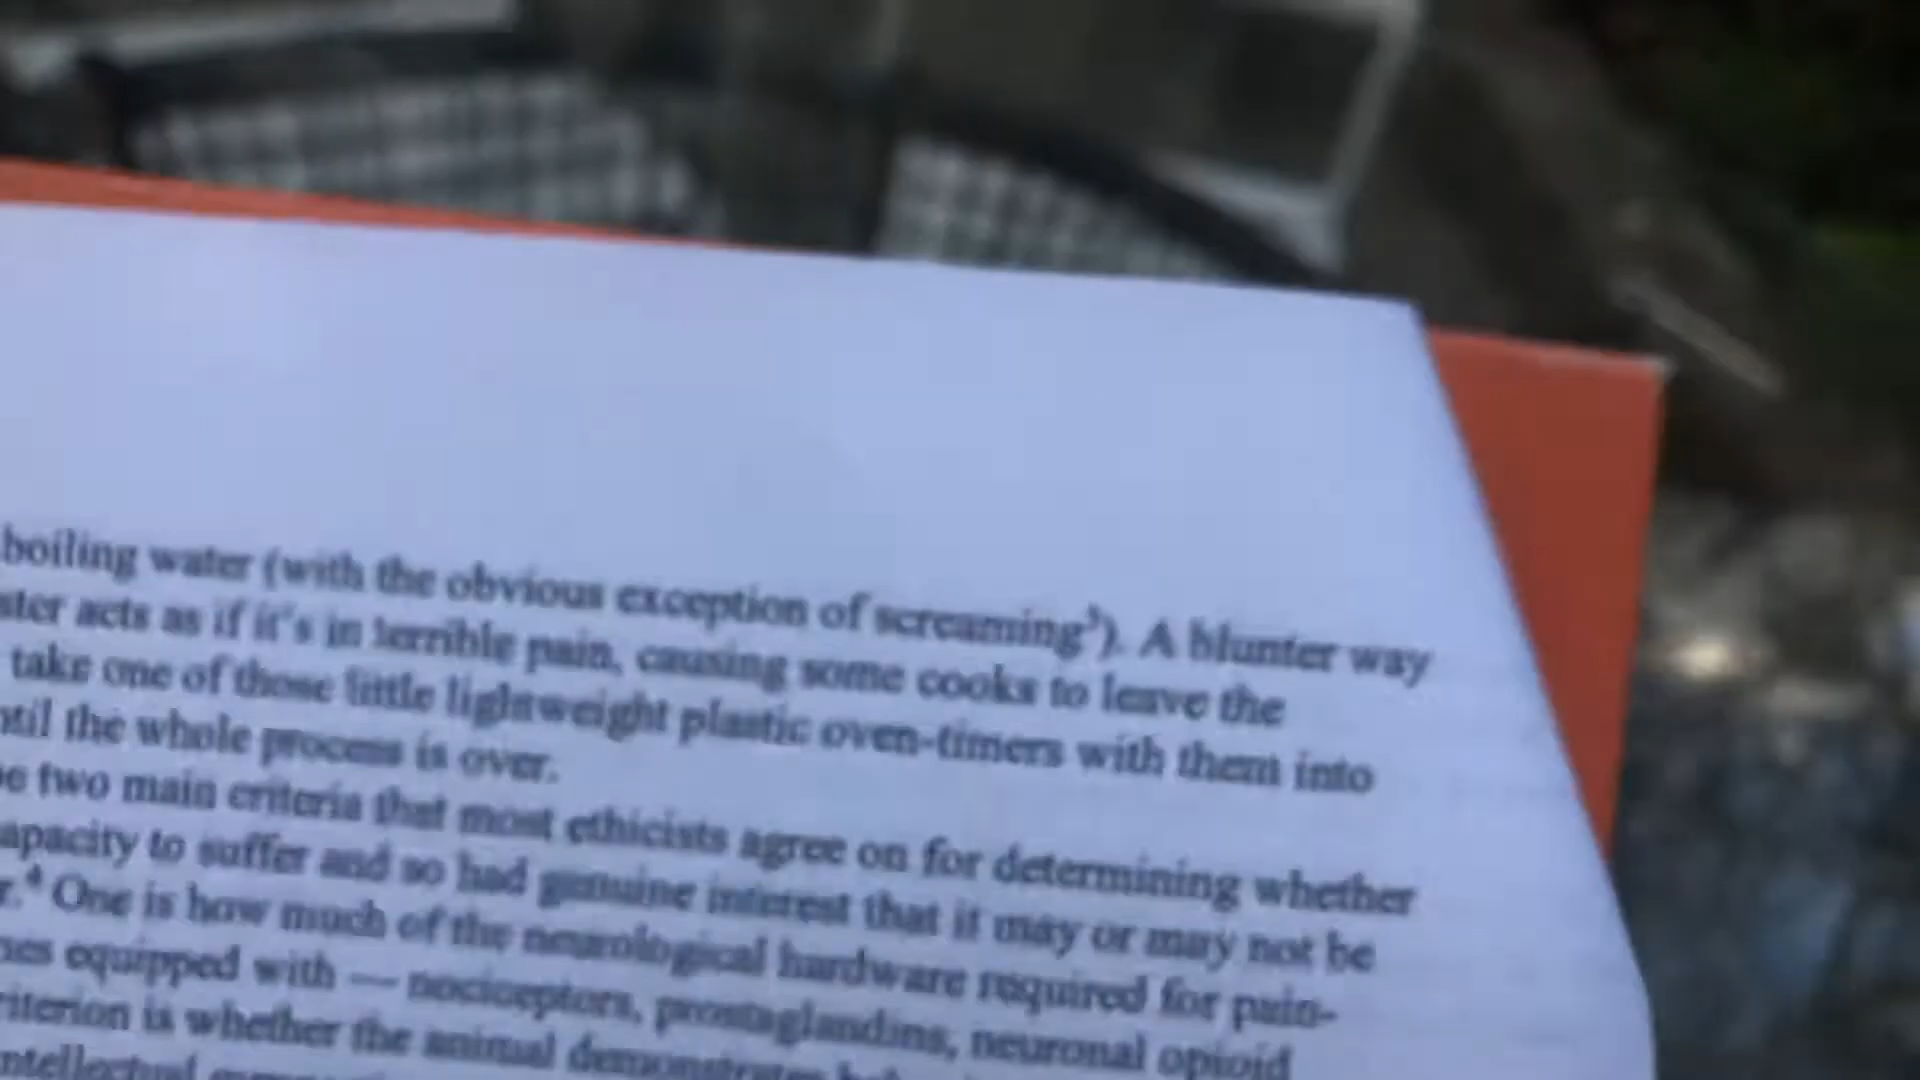 boiling water (with the obvious exception of screaming³). A blunter way
ster acts as if it's in terrible pain, causing some cooks to leave the
take one of those little lightweight plastic oven-timers with them into
ntil the whole process is over.
e two main criteria that most ethicists agree on for determining whether
apacity to suffer and so had genuine interest that it may or may not be
r.⁴ One is how much of the neurological hardware required for pain-
nes equipped with — nociceptors, prostaglandins, neuronal opioid
riterion is whether the animal demonstrates
ntellectual